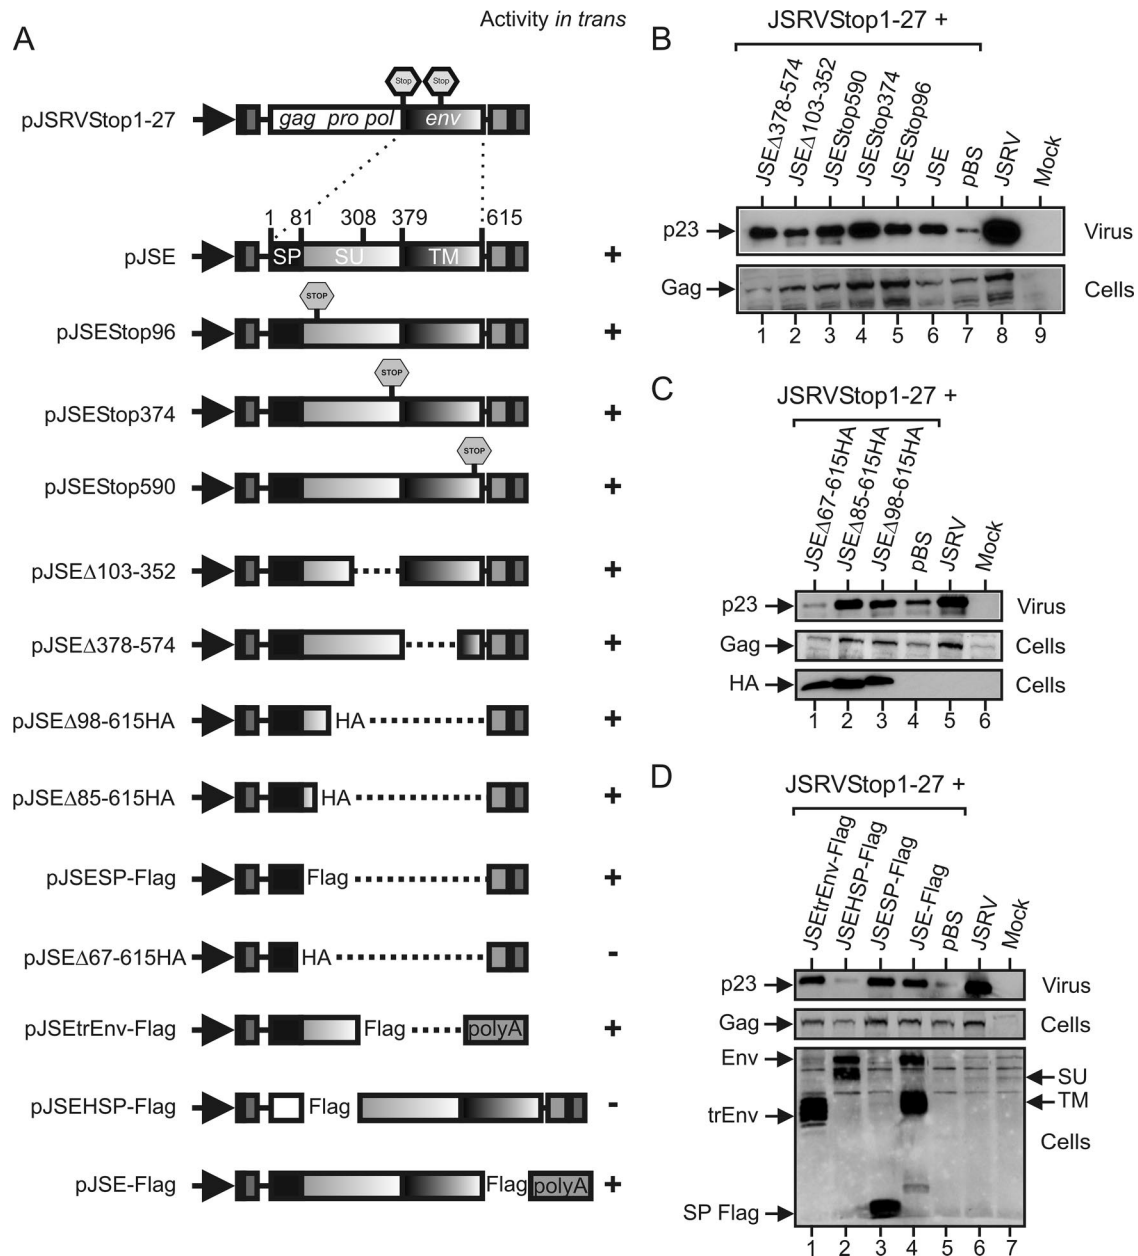 A
Activity in trans
pJSRVStop1-27
Stop Stop
gag pro pol env
1 81 308 379 615
pJSE SP SU TM +
STOP
pJSEStop96 +
STOP
pJSEStop374 +
STOP
pJSEStop590 +
pJSEΔ103-352 +
pJSEΔ378-574 +
pJSEΔ98-615HA HA +
pJSEΔ85-615HA HA +
pJSESP-Flag Flag +
pJSEΔ67-615HA HA -
pJSEtrEnv-Flag Flag polyA +
pJSEHSP-Flag Flag -
pJSE-Flag Flag polyA +
B
JSRVStop1-27 +
JSEΔ378-574
JSEΔ103-352
JSEStop590
JSEStop374
JSEStop96
JSE
pBS
JSRV
Mock
p23 Virus
Gag Cells
1 2 3 4 5 6 7 8 9
C
JSRVStop1-27 +
JSEΔ67-615HA
JSEΔ85-615HA
JSEΔ98-615HA
pBS
JSRV
Mock
p23 Virus
Gag Cells
HA Cells
1 2 3 4 5 6
D
JSRVStop1-27 +
JSEtrEnv-Flag
JSEHSP-Flag
JSESP-Flag
JSE-Flag
pBS
JSRV
Mock
p23 Virus
Gag Cells
Env
SU
TM
trEnv
Cells
SP Flag
1 2 3 4 5 6 7